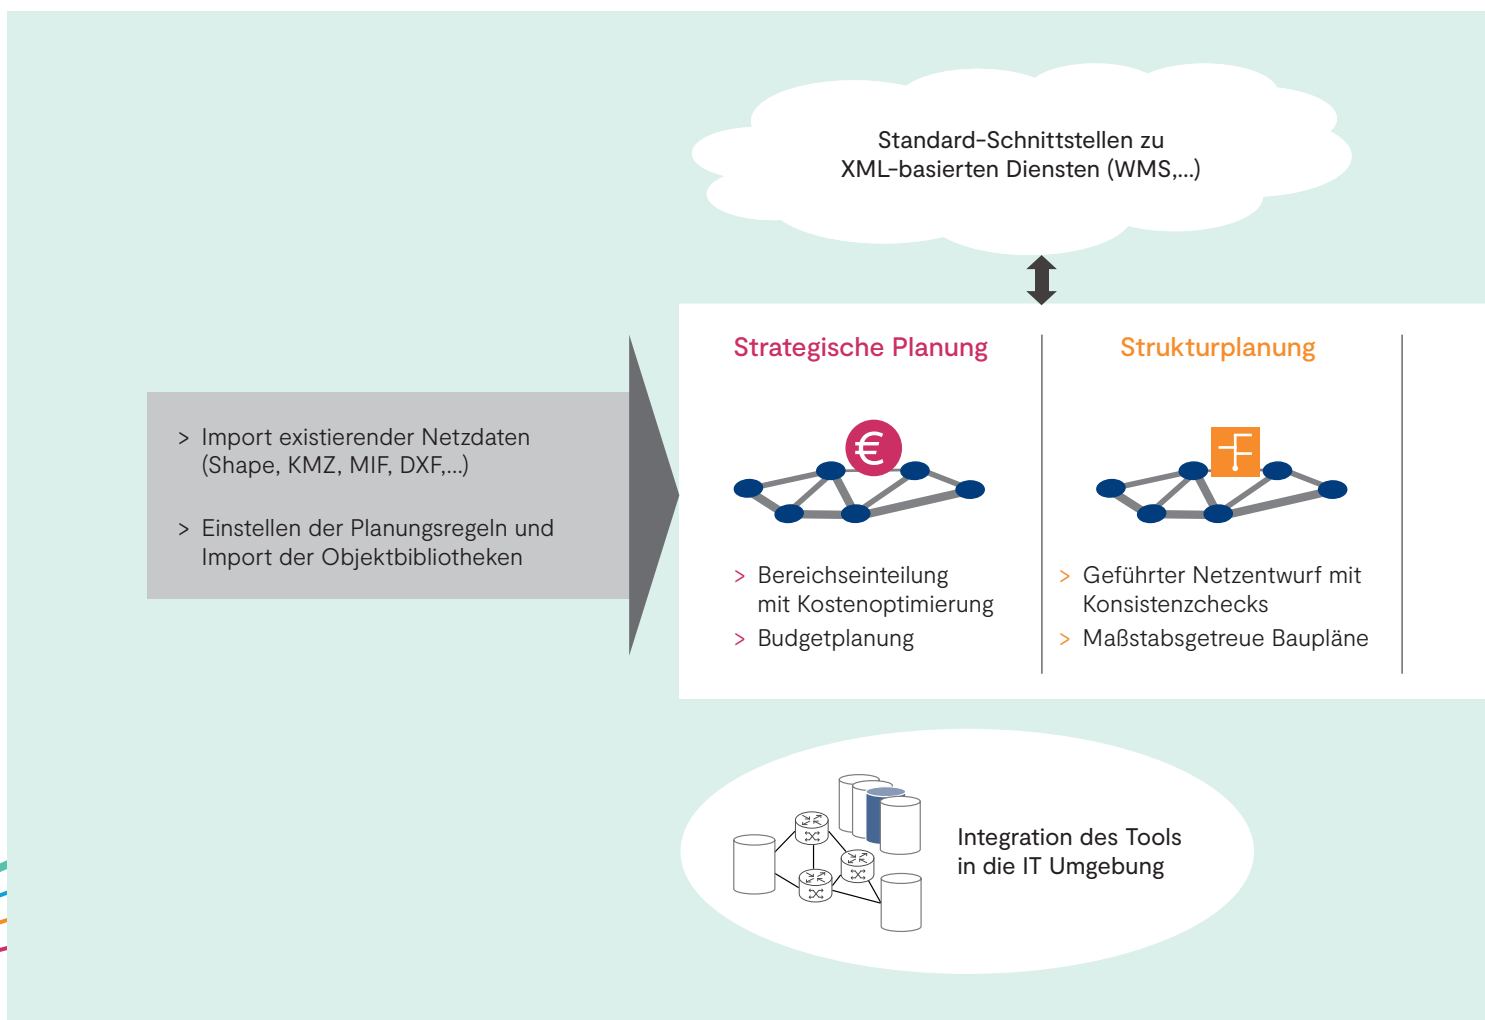 Standard-Schnittstellen zu
XML-basierten Diensten (WMS,...)
> Import existierender Netzdaten
(Shape, KMZ, MIF, DXF,...)
> Einstellen der Planungsregeln und
Import der Objektbibliotheken
Strategische Planung
€
> Bereichseinteilung
mit Kostenoptimierung
> Budgetplanung
Strukturplanung
> Geführter Netzentwurf mit
Konsistenzchecks
> Maßstabsgetreue Baupläne
Integration des Tools
in die IT Umgebung